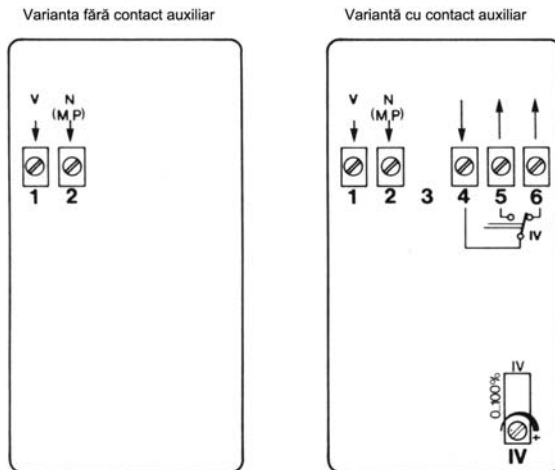 Varianta fără contact auxiliar
V N
(M,P)
1 2
Variantă cu contact auxiliar
V N
(M,P)
1 2 3 4 5 6
IV
IV
0..100%
+
IV